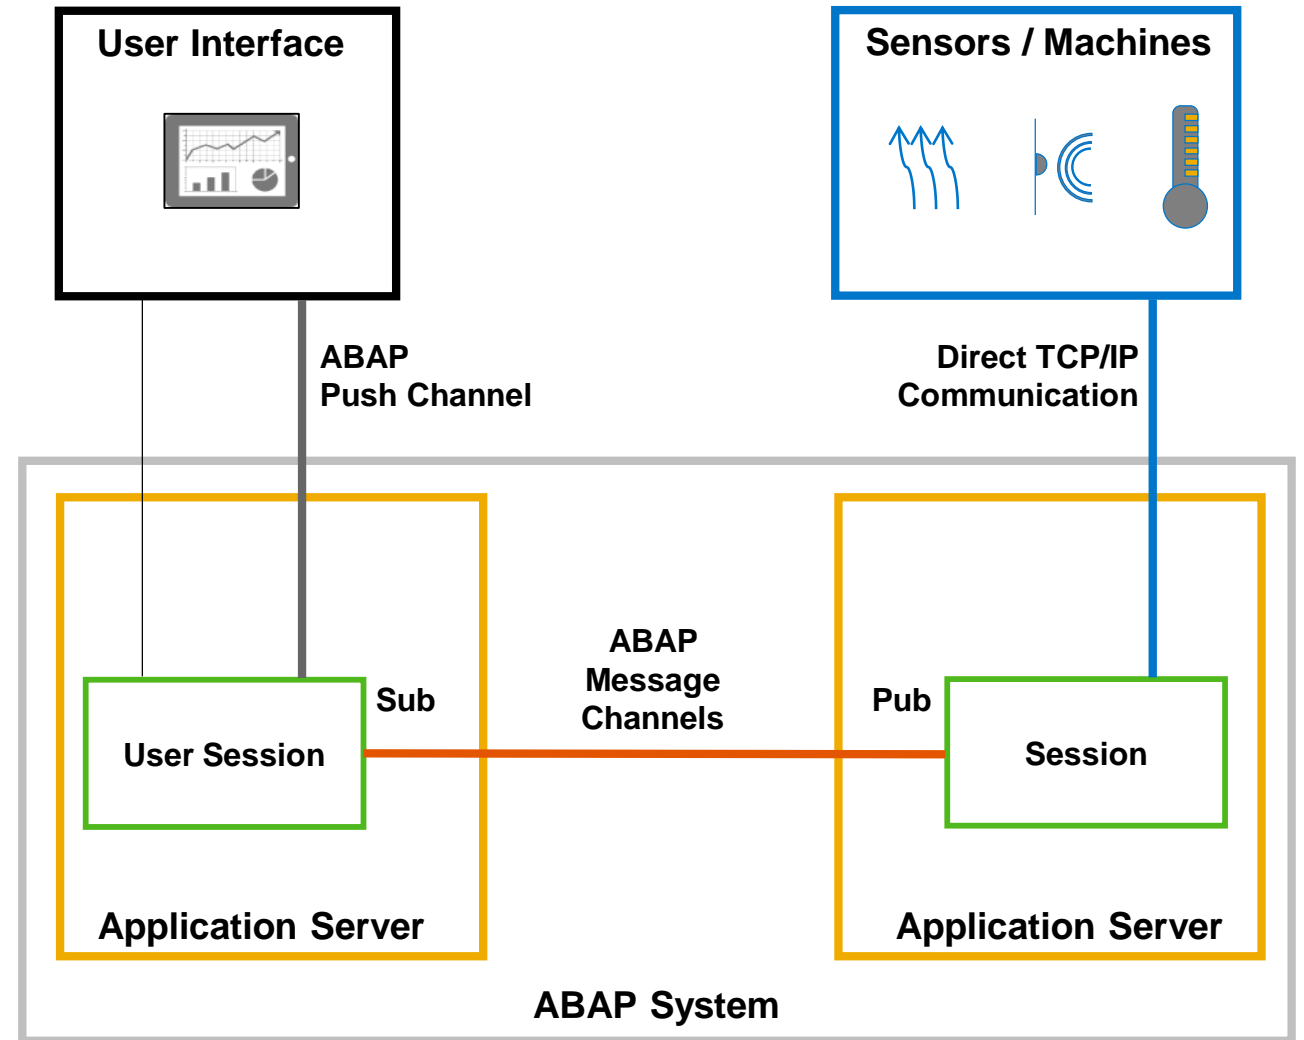 User Interface
Sensors / Machines
ABAP
Push Channel
Direct TCP/IP
Communication
ABAP
Message
Channels
Sub
Pub
User Session
Session
Application Server
Application Server
ABAP System